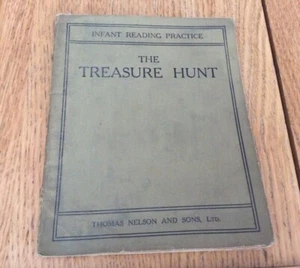 INFANT READING PRACTICE
THE
TREASURE HUNT
THOMAS NELSON AND SONS, LTD.